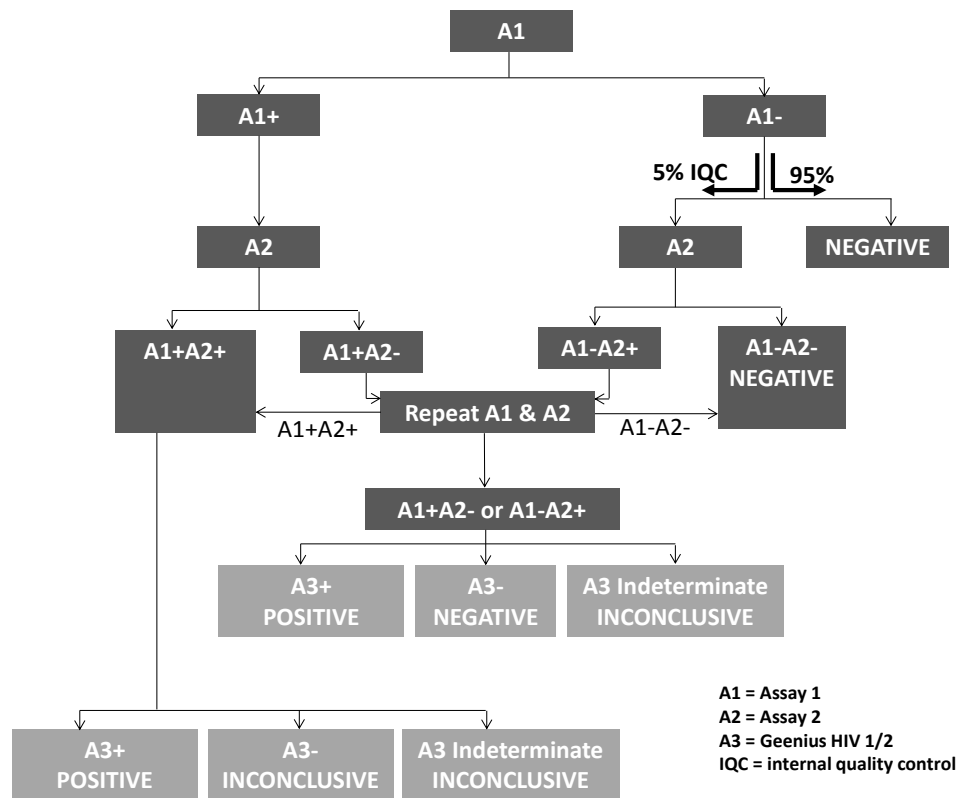 A1
A1+
A1-
5% IQC
95%
A2
A2
NEGATIVE
A1+A2+
A1+A2-
A1-A2+
A1-A2-
NEGATIVE
Repeat A1 & A2
A1+A2+
A1-A2-
A1+A2- or A1-A2+
A3+
POSITIVE
A3-
NEGATIVE
A3 Indeterminate
INCONCLUSIVE
A3+
POSITIVE
A3-
INCONCLUSIVE
A3 Indeterminate
INCONCLUSIVE
A1 = Assay 1
A2 = Assay 2
A3 = Geenius HIV 1/2
IQC = internal quality control